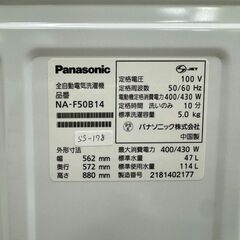 Panasonic
全自動電気洗濯機
品番
NA-F50B14
SS-178
外形寸法
幅 562 mm
奥行 572 mm
高さ 880 mm
JET
定格電圧 100 V
定格周波数 50/60 Hz
電動機定格消費電力 400/430 W
定格時間 洗いのみ 10 分
標準洗濯容量 5.0 kg
パナソニック株式会社
中国製
最大消費電力 400/430 W
標準水量 47 L
標準使用水量 114 L
2181402177